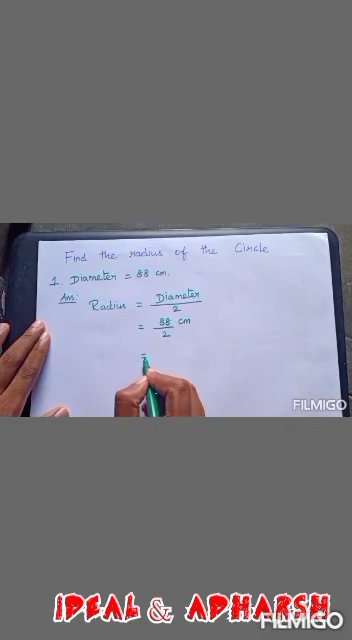 Find the radius of the Circle
1. Diameter = 88 cm.
Ans: Radius = Diameter / 2
= 88 / 2 cm
=
FILMIGO
IDEAL & ADHARSH
FILMIGO